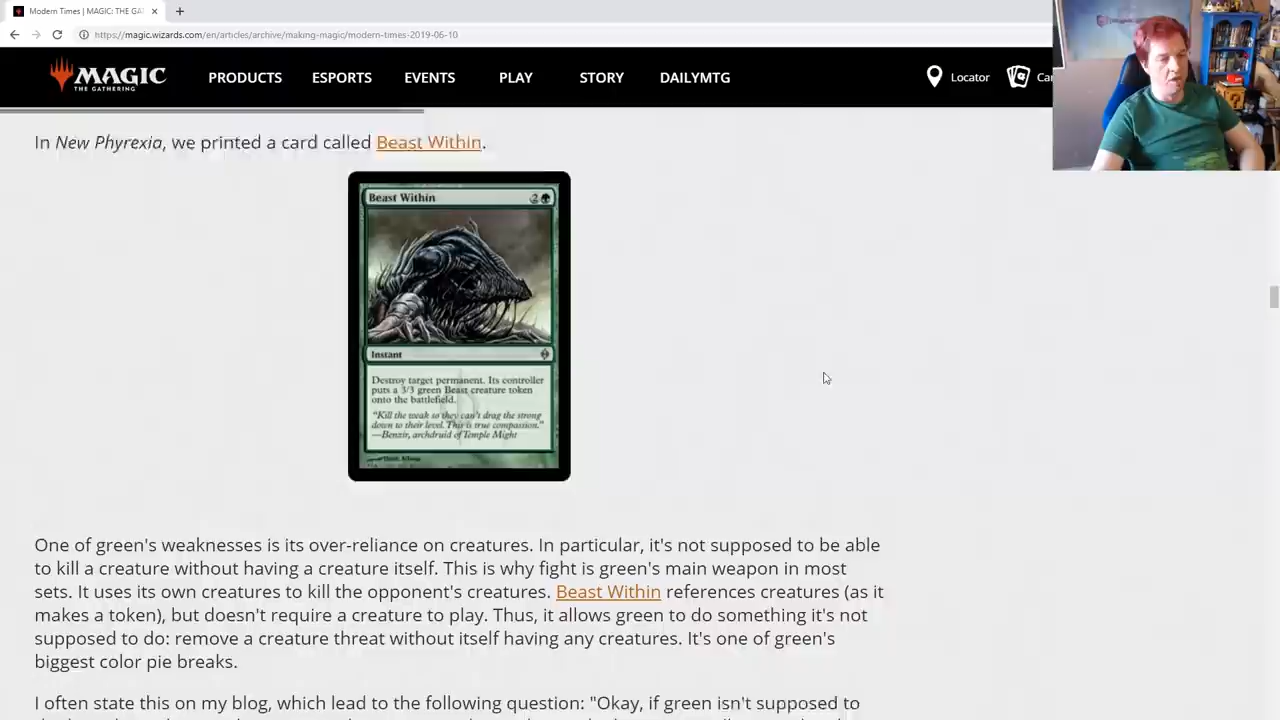 Modern Times | MAGIC: THE GA
https://magic.wizards.com/en/articles/archive/making-magic/modern-times-2019-06-10
MAGIC
THE GATHERING
PRODUCTS
ESPORTS
EVENTS
PLAY
STORY
DAILYMTG
Locator
Car
In New Phyrexia, we printed a card called Beast Within.
Beast Within
2
Instant
Destroy target permanent. Its controller
puts a 3/3 green Beast creature token
onto the battlefield.
"Kill the weak so they can't drag the strong
down to their level. This is true compassion."
—Benzir, archdruid of Temple Might
One of green's weaknesses is its over-reliance on creatures. In particular, it's not supposed to be able
to kill a creature without having a creature itself. This is why fight is green's main weapon in most
sets. It uses its own creatures to kill the opponent's creatures. Beast Within references creatures (as it
makes a token), but doesn't require a creature to play. Thus, it allows green to do something it's not
supposed to do: remove a creature threat without itself having any creatures. It's one of green's
biggest color pie breaks.
I often state this on my blog, which lead to the following question: "Okay, if green isn't supposed to